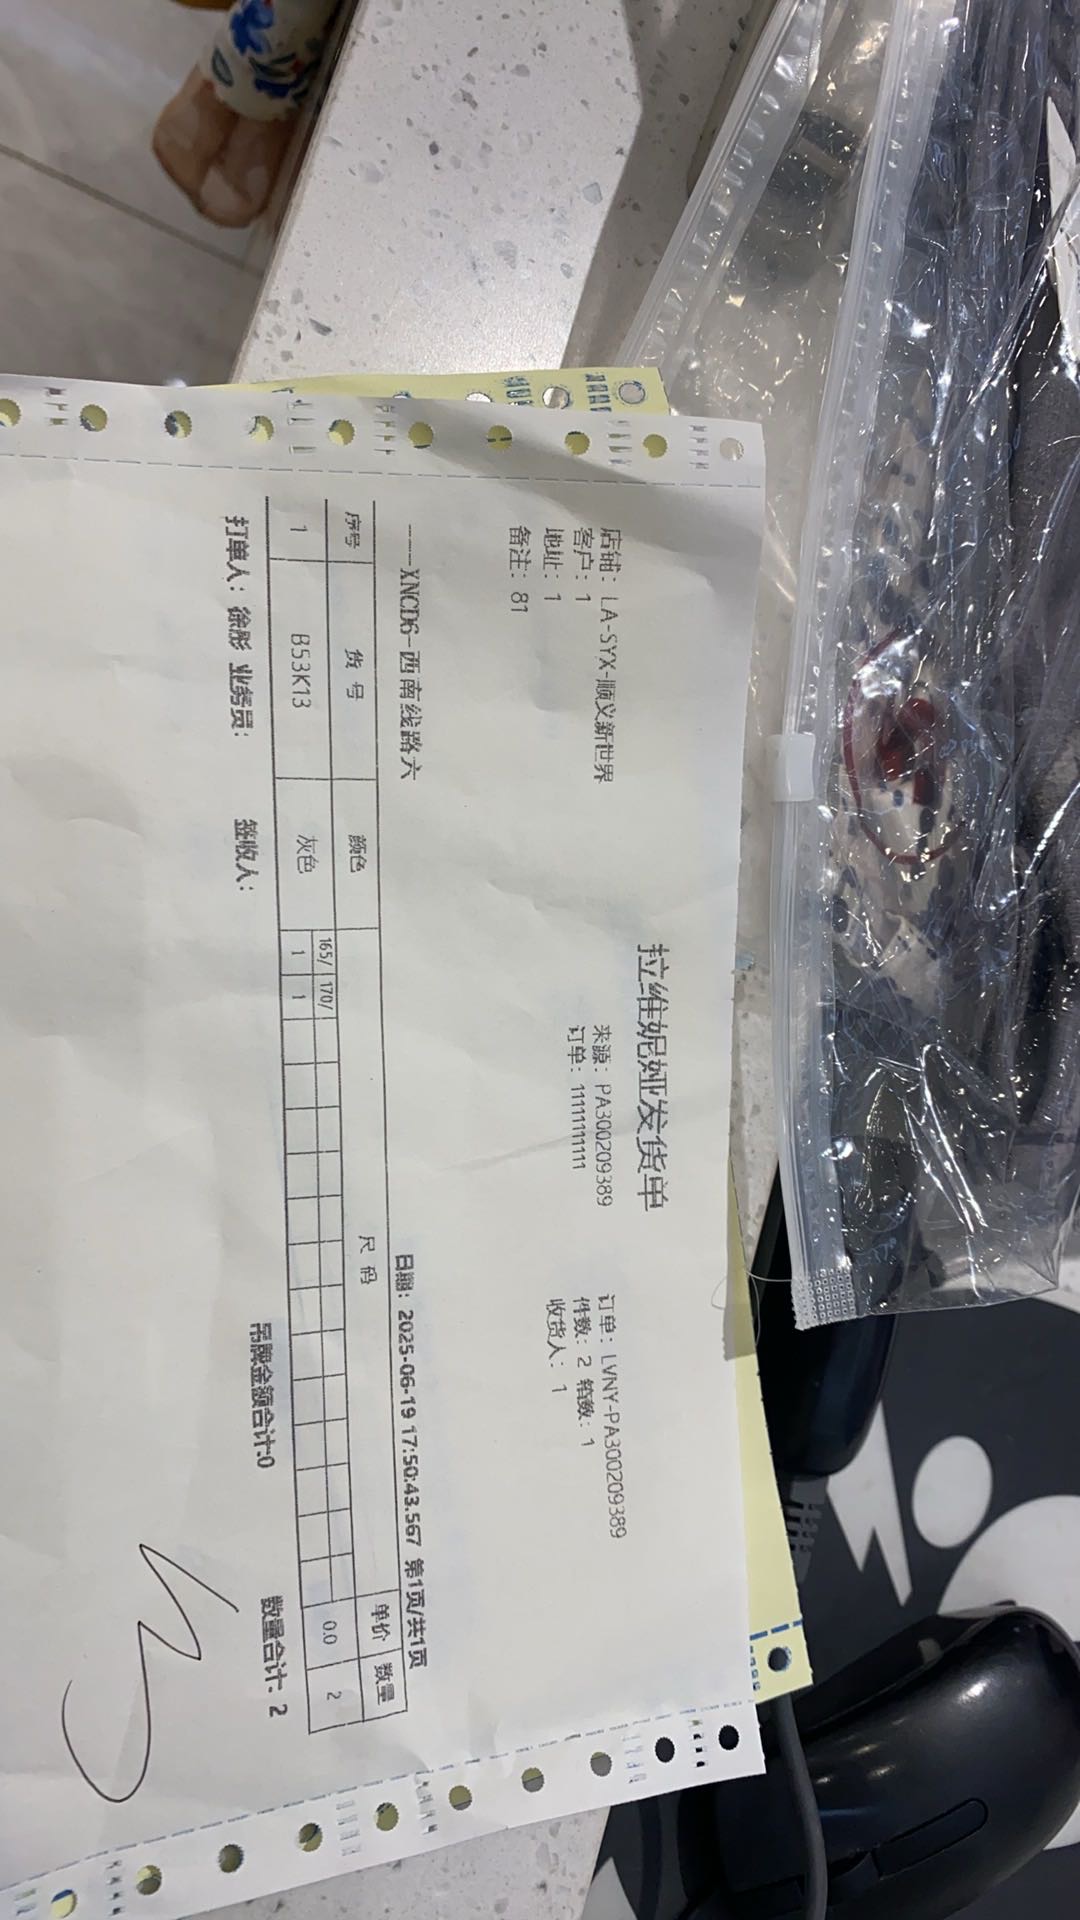 拉维妮娅发货单
店铺：LA-SYX-顺义新世界 来源：PA300209389 订单：LVNY-PA300209389
客户：1 订单：1111111111 件数：2 箱数：1
地址：1 收货人：1
备注：81
----XNCD6-西南线路六 日期：2025-06-19 17:50:43.567 第1页/共1页
序号 货号 颜色 尺码 单价 数量
165/ 170/
1 B53K13 灰色 1 1 0.0 2
打单人：徐彤 业务员： 签收人： 吊牌金额合计:0 数量合计：2